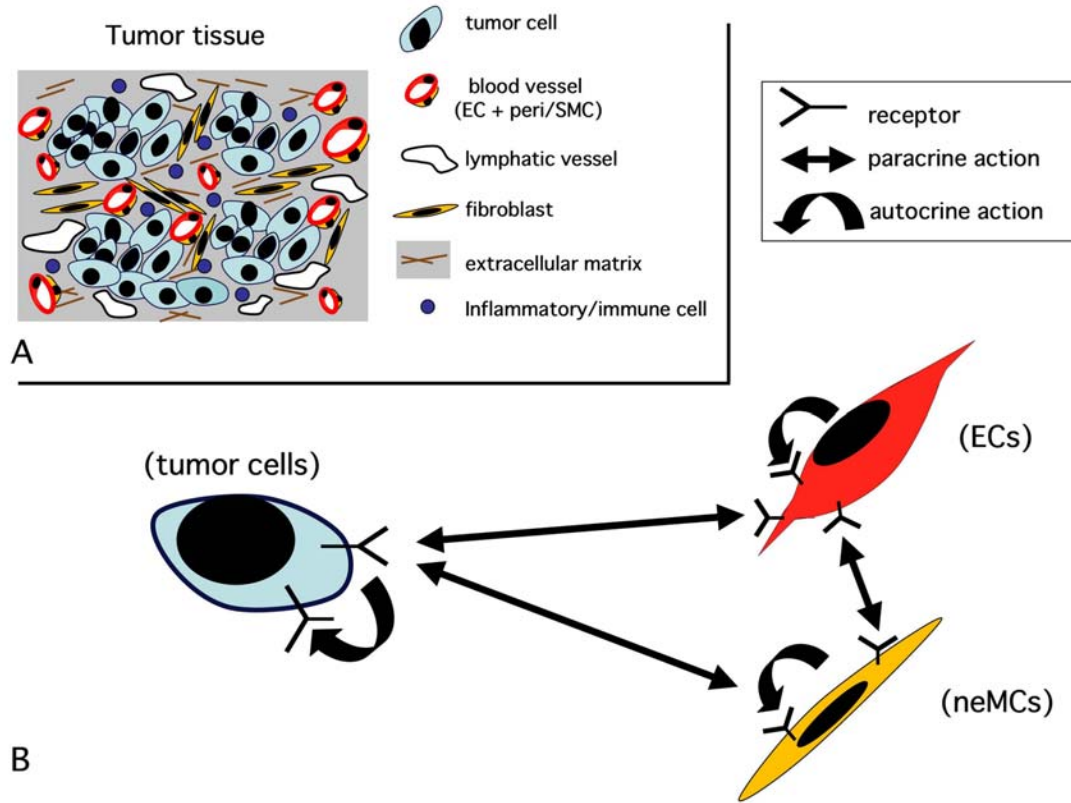 Tumor tissue
tumor cell
blood vessel
(EC + peri/SMC)
lymphatic vessel
fibroblast
extracellular matrix
Inflammatory/immune cell
A
receptor
paracrine action
autocrine action
(tumor cells)
(ECs)
(neMCs)
B